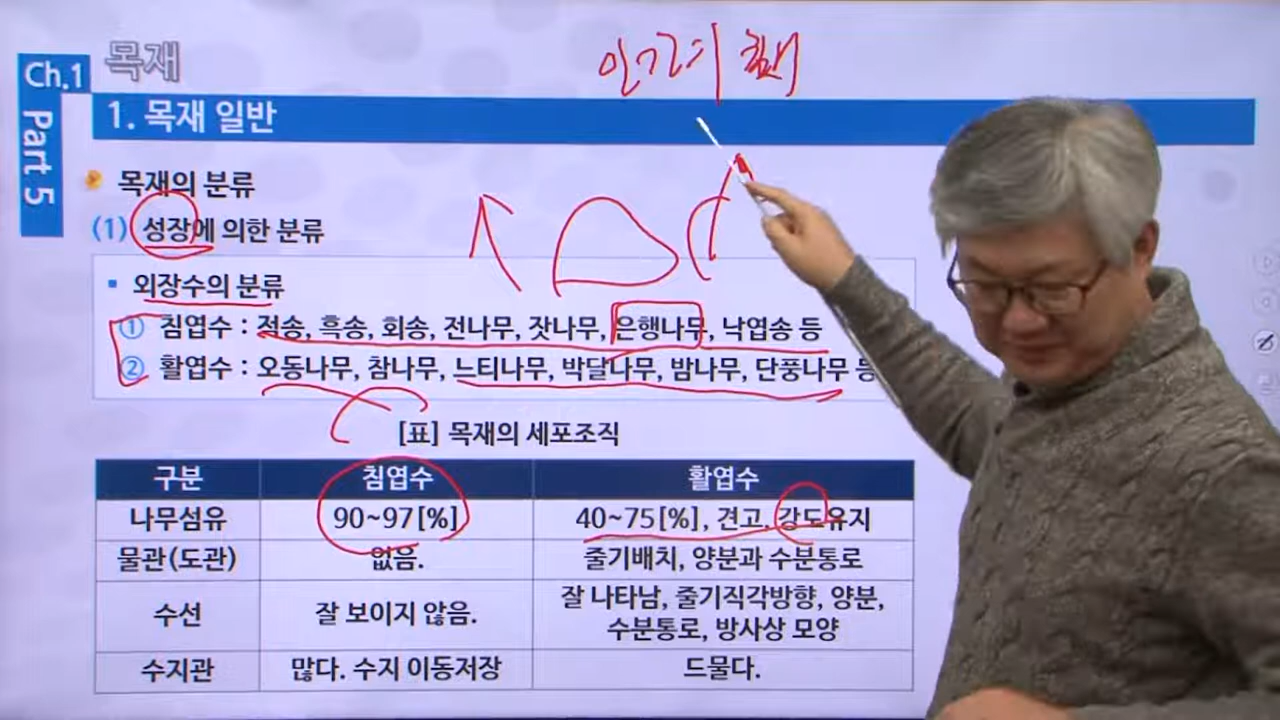 목재
Ch.1
Part 5
1. 목재 일반
목재의 분류
(1) 성장에 의한 분류
▪ 외장수의 분류
① 침엽수 : 적송, 흑송, 회송, 전나무, 잣나무, 은행나무, 낙엽송 등
② 활엽수 : 오동나무, 참나무, 느티나무, 박달나무, 밤나무, 단풍나무 등
[표] 목재의 세포조직
구분 침엽수 활엽수
나무섬유 90~97[%] 40~75[%], 견고, 강도유지
물관(도관) 없음. 줄기배치, 양분과 수분통로
수선 잘 보이지 않음. 잘 나타남, 줄기직각방향, 양분,
수분통로, 방사상 모양
수지관 많다. 수지 이동저장 드물다.